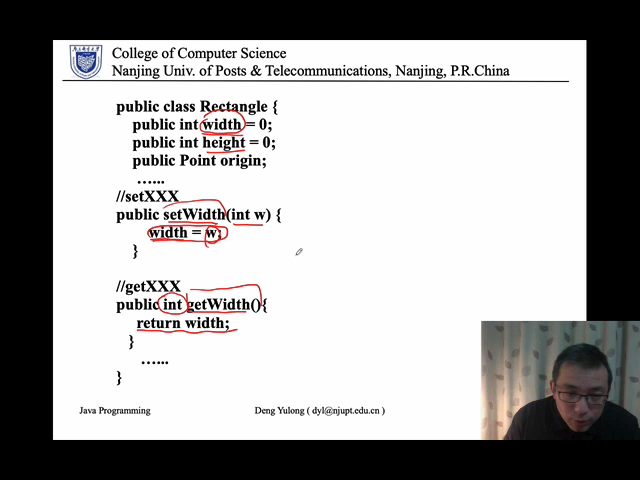 College of Computer Science
Nanjing Univ. of Posts & Telecommunications, Nanjing, P.R.China
public class Rectangle {
public int width = 0;
public int height = 0;
public Point origin;
…...
//setXXX
public setWidth(int w) {
width = w;
}
//getXXX
public int getWidth(){
return width;
}
…...
}
Java Programming
Deng Yulong ( dyl@njupt.edu.cn )